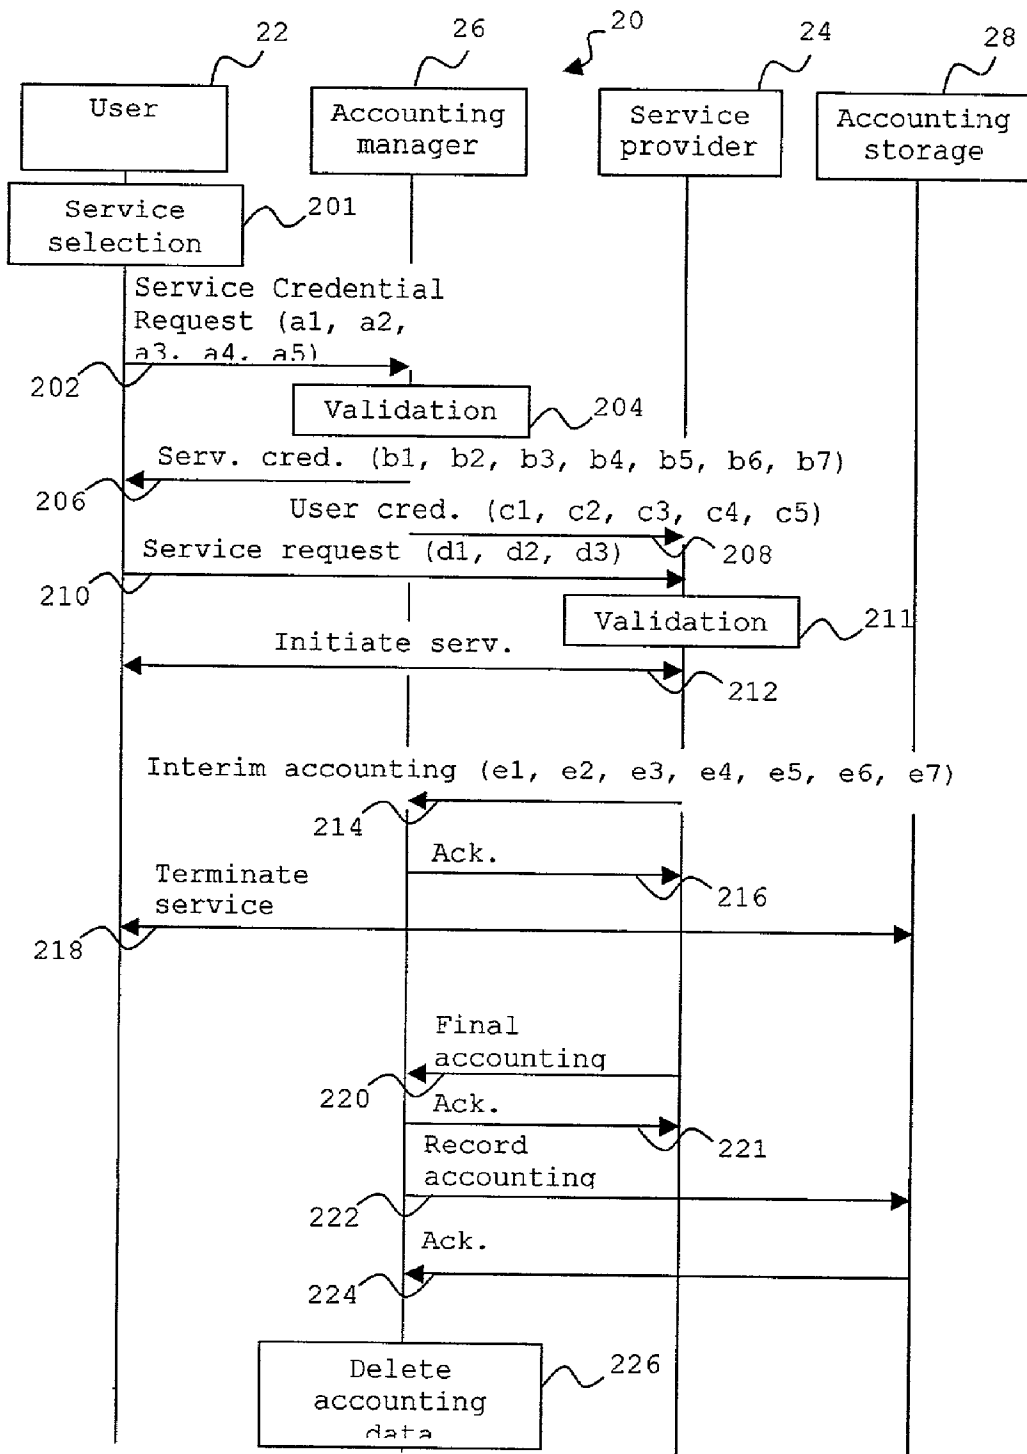 20
22
26
24
28
User
Accounting
manager
Service
provider
Accounting
storage
Service
selection
201
Service Credential
Request (a1, a2,
a3, a4, a5)
202
Validation
204
Serv. cred. (b1, b2, b3, b4, b5, b6, b7)
206
User cred. (c1, c2, c3, c4, c5)
208
Service request (d1, d2, d3)
210
Validation
211
Initiate serv.
212
Interim accounting (e1, e2, e3, e4, e5, e6, e7)
214
Ack.
216
Terminate
service
218
Final
accounting
220
Ack.
221
Record
accounting
222
Ack.
224
Delete
accounting
data
226